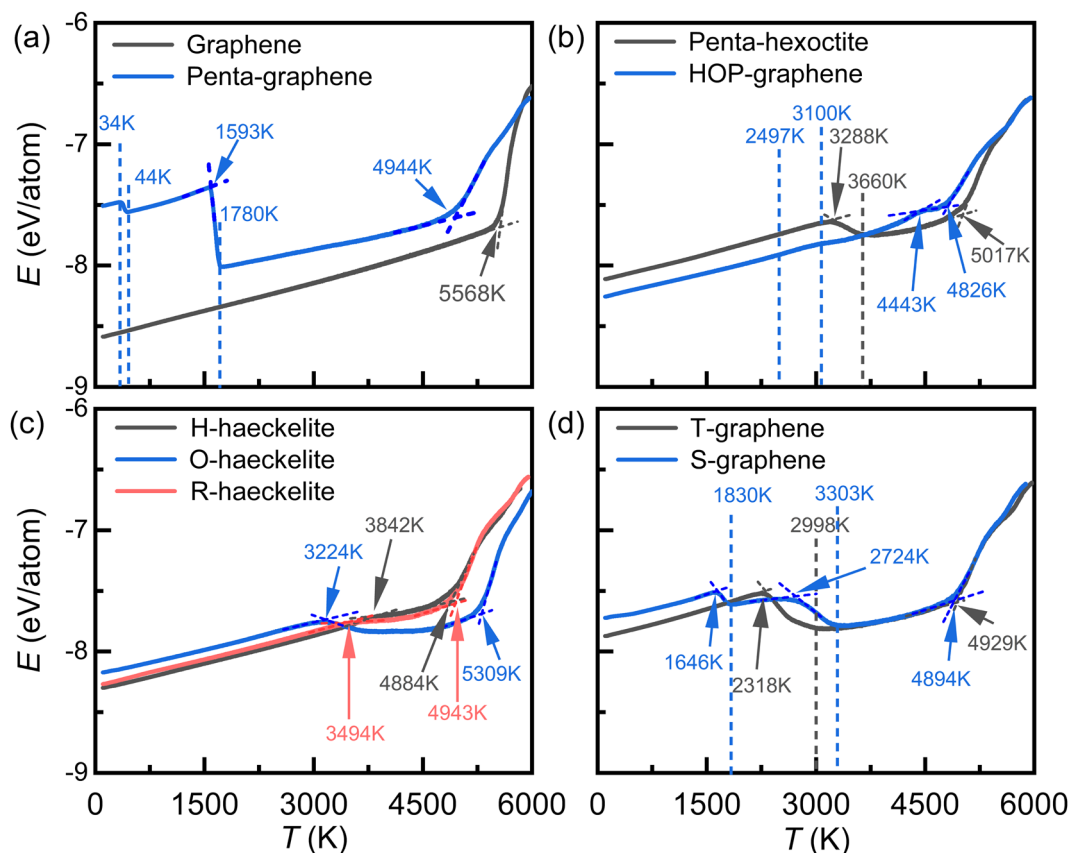 (a)
Graphene
Penta-graphene
34K
44K
1593K
1780K
4944K
5568K
E (eV/atom)
-6
-7
-8
-9
(b)
Penta-hexoctite
HOP-graphene
2497K
3100K
3288K
3660K
4443K
4826K
5017K
(c)
H-haeckelite
O-haeckelite
R-haeckelite
3224K
3842K
3494K
4884K
4943K
5309K
E (eV/atom)
-6
-7
-8
-9
0 1500 3000 4500 6000
T (K)
(d)
T-graphene
S-graphene
1830K
3303K
2998K
2724K
1646K
2318K
4894K
4929K
0 1500 3000 4500 6000
T (K)